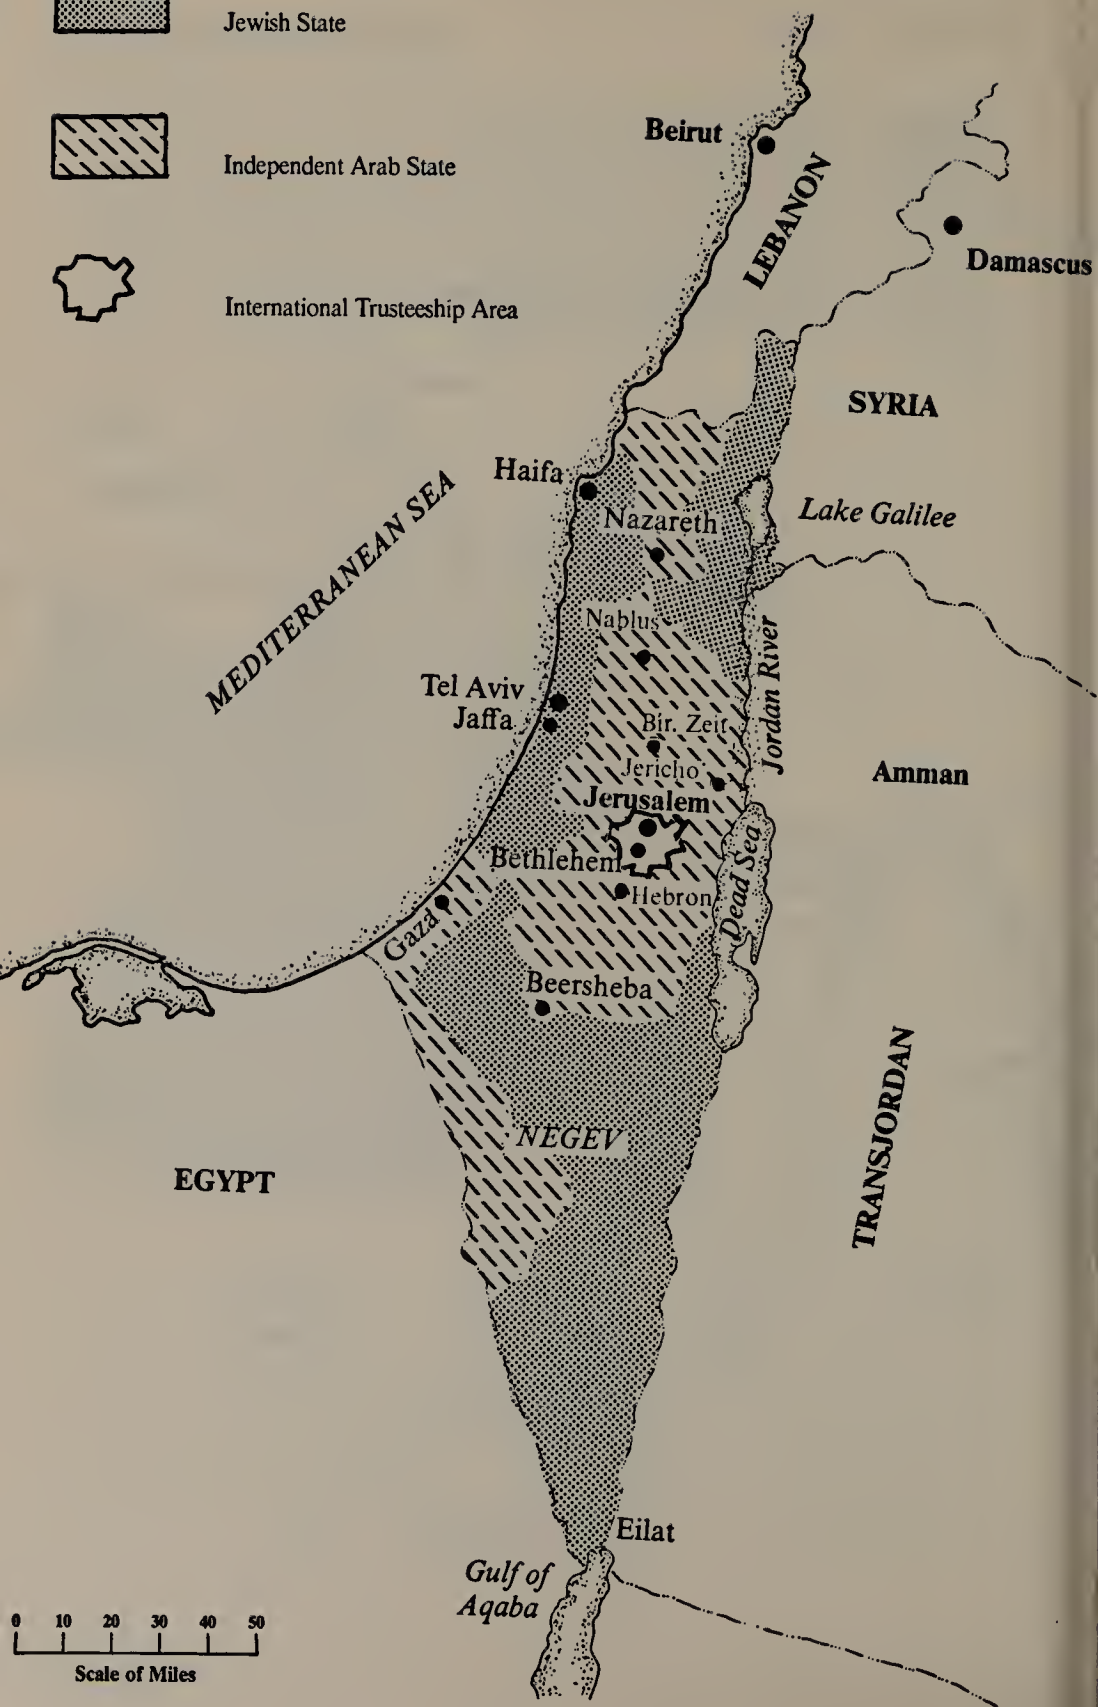 Jewish State
Independent Arab State
International Trusteeship Area
Beirut
LEBANON
Damascus
SYRIA
Haifa
Lake Galilee
Nazareth
MEDITERRANEAN SEA
Nablus
Jordan River
Tel Aviv
Jaffa
Bir. Zeit
Jericho
Amman
Jerusalem
Bethlehem
Dead Sea
Hebron
Gaza
Beersheba
TRANSJORDAN
NEGEV
EGYPT
Eilat
Gulf of
Aqaba
0 10 20 30 40 50
Scale of Miles